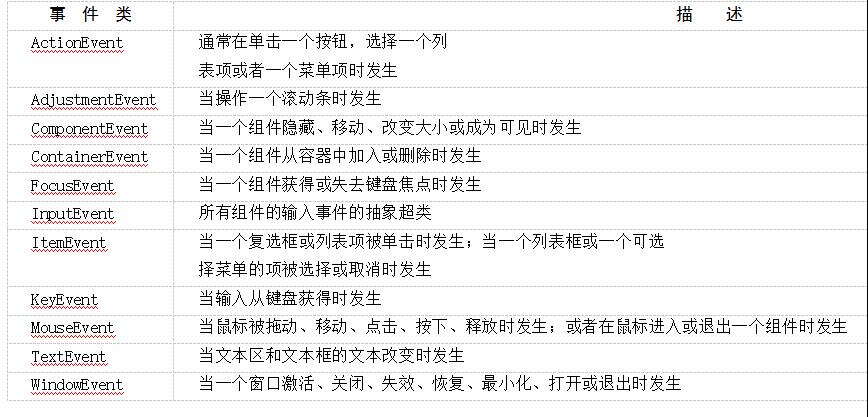 事 件 类 描 述
ActionEvent 通常在单击一个按钮，选择一个列
表项或者一个菜单项时发生
AdjustmentEvent 当操作一个滚动条时发生
ComponentEvent 当一个组件隐藏、移动、改变大小或成为可见时发生
ContainerEvent 当一个组件从容器中加入或删除时发生
FocusEvent 当一个组件获得或失去键盘焦点时发生
InputEvent 所有组件的输入事件的抽象超类
ItemEvent 当一个复选框或列表项被单击时发生；当一个列表框或一个可选
择菜单的项被选择或取消时发生
KeyEvent 当输入从键盘获得时发生
MouseEvent 当鼠标被拖动、移动、点击、按下、释放时发生；或者在鼠标进入或退出一个组件时发生
TextEvent 当文本区和文本框的文本改变时发生
WindowEvent 当一个窗口激活、关闭、失效、恢复、最小化、打开或退出时发生